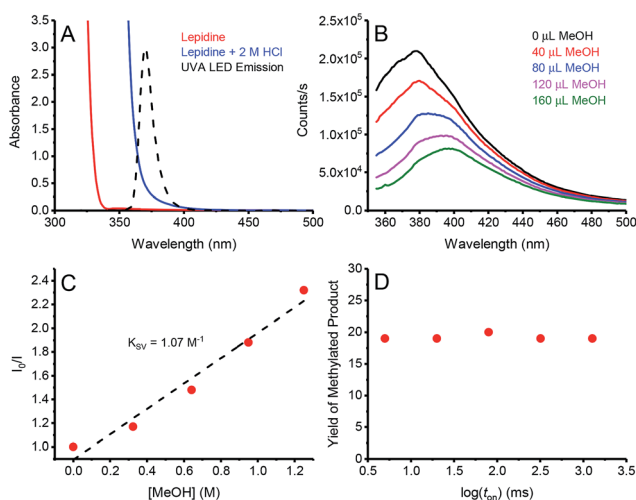 A
Lepidine
Lepidine + 2 M HCl
UVA LED Emission
Absorbance
3.5
3.0
2.5
2.0
1.5
1.0
0.5
0.0
300 350 400 450 500
Wavelength (nm)
B
0 μL MeOH
40 μL MeOH
80 μL MeOH
120 μL MeOH
160 μL MeOH
Counts/s
2.5x10⁵
2.0x10⁵
1.5x10⁵
1.0x10⁵
5.0x10⁴
0.0
360 380 400 420 440 460 480 500
Wavelength (nm)
C
K_SV = 1.07 M⁻¹
I₀/I
2.4
2.2
2.0
1.8
1.6
1.4
1.2
1.0
0.0 0.2 0.4 0.6 0.8 1.0 1.2
[MeOH] (M)
D
Yield of Methylated Product
30
25
20
15
10
5
0
0.5 1.0 1.5 2.0 2.5 3.0 3.5
log(t_on) (ms)